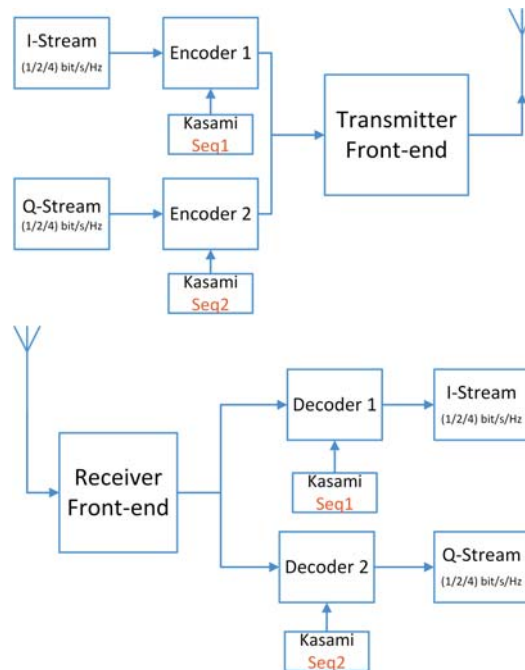 I-Stream
(1/2/4) bit/s/Hz
Encoder 1
Kasami
Seq1
Transmitter
Front-end
Q-Stream
(1/2/4) bit/s/Hz
Encoder 2
Kasami
Seq2
Receiver
Front-end
Decoder 1
Kasami
Seq1
I-Stream
(1/2/4) bit/s/Hz
Decoder 2
Kasami
Seq2
Q-Stream
(1/2/4) bit/s/Hz